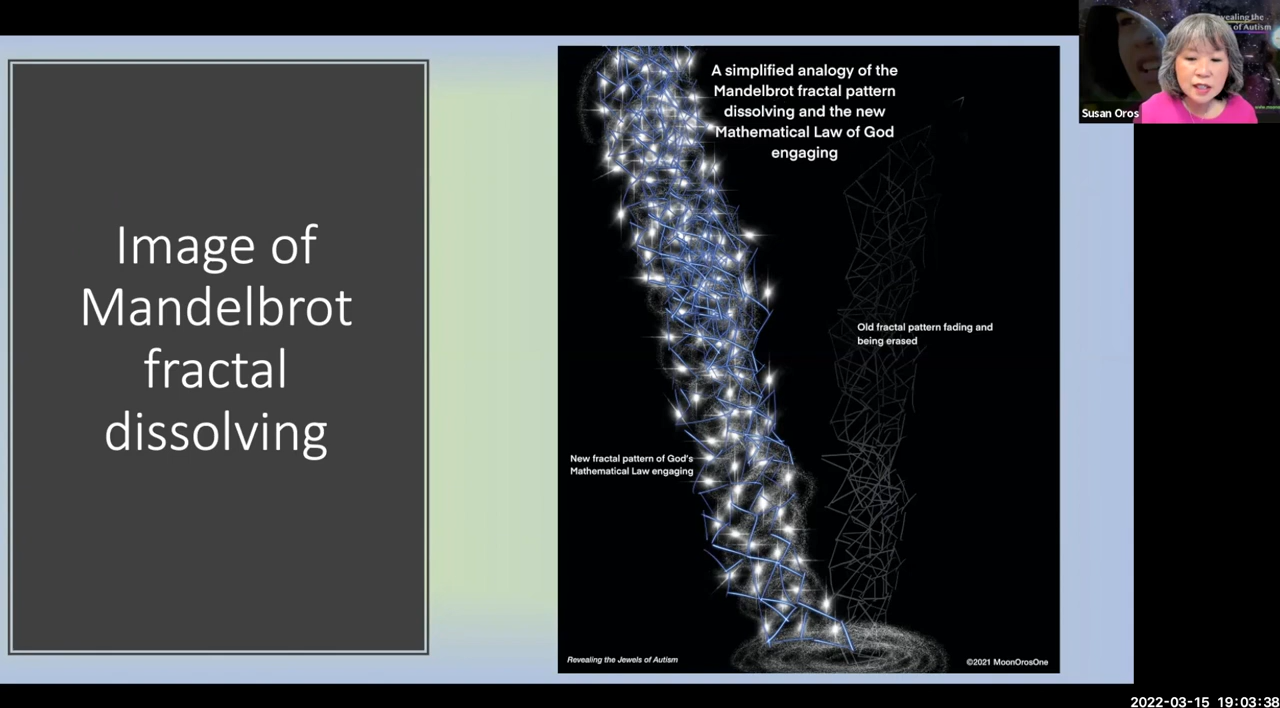 Image of
Mandelbrot
fractal
dissolving
A simplified analogy of the
Mandelbrot fractal pattern
dissolving and the new
Mathematical Law of God
engaging
Old fractal pattern fading and
being erased
New fractal pattern of God's
Mathematical Law engaging
Revealing the Jewels of Autism
©2021 MoonOrosOne
of Autism
Susan Oros
2022-03-15 19:03:38